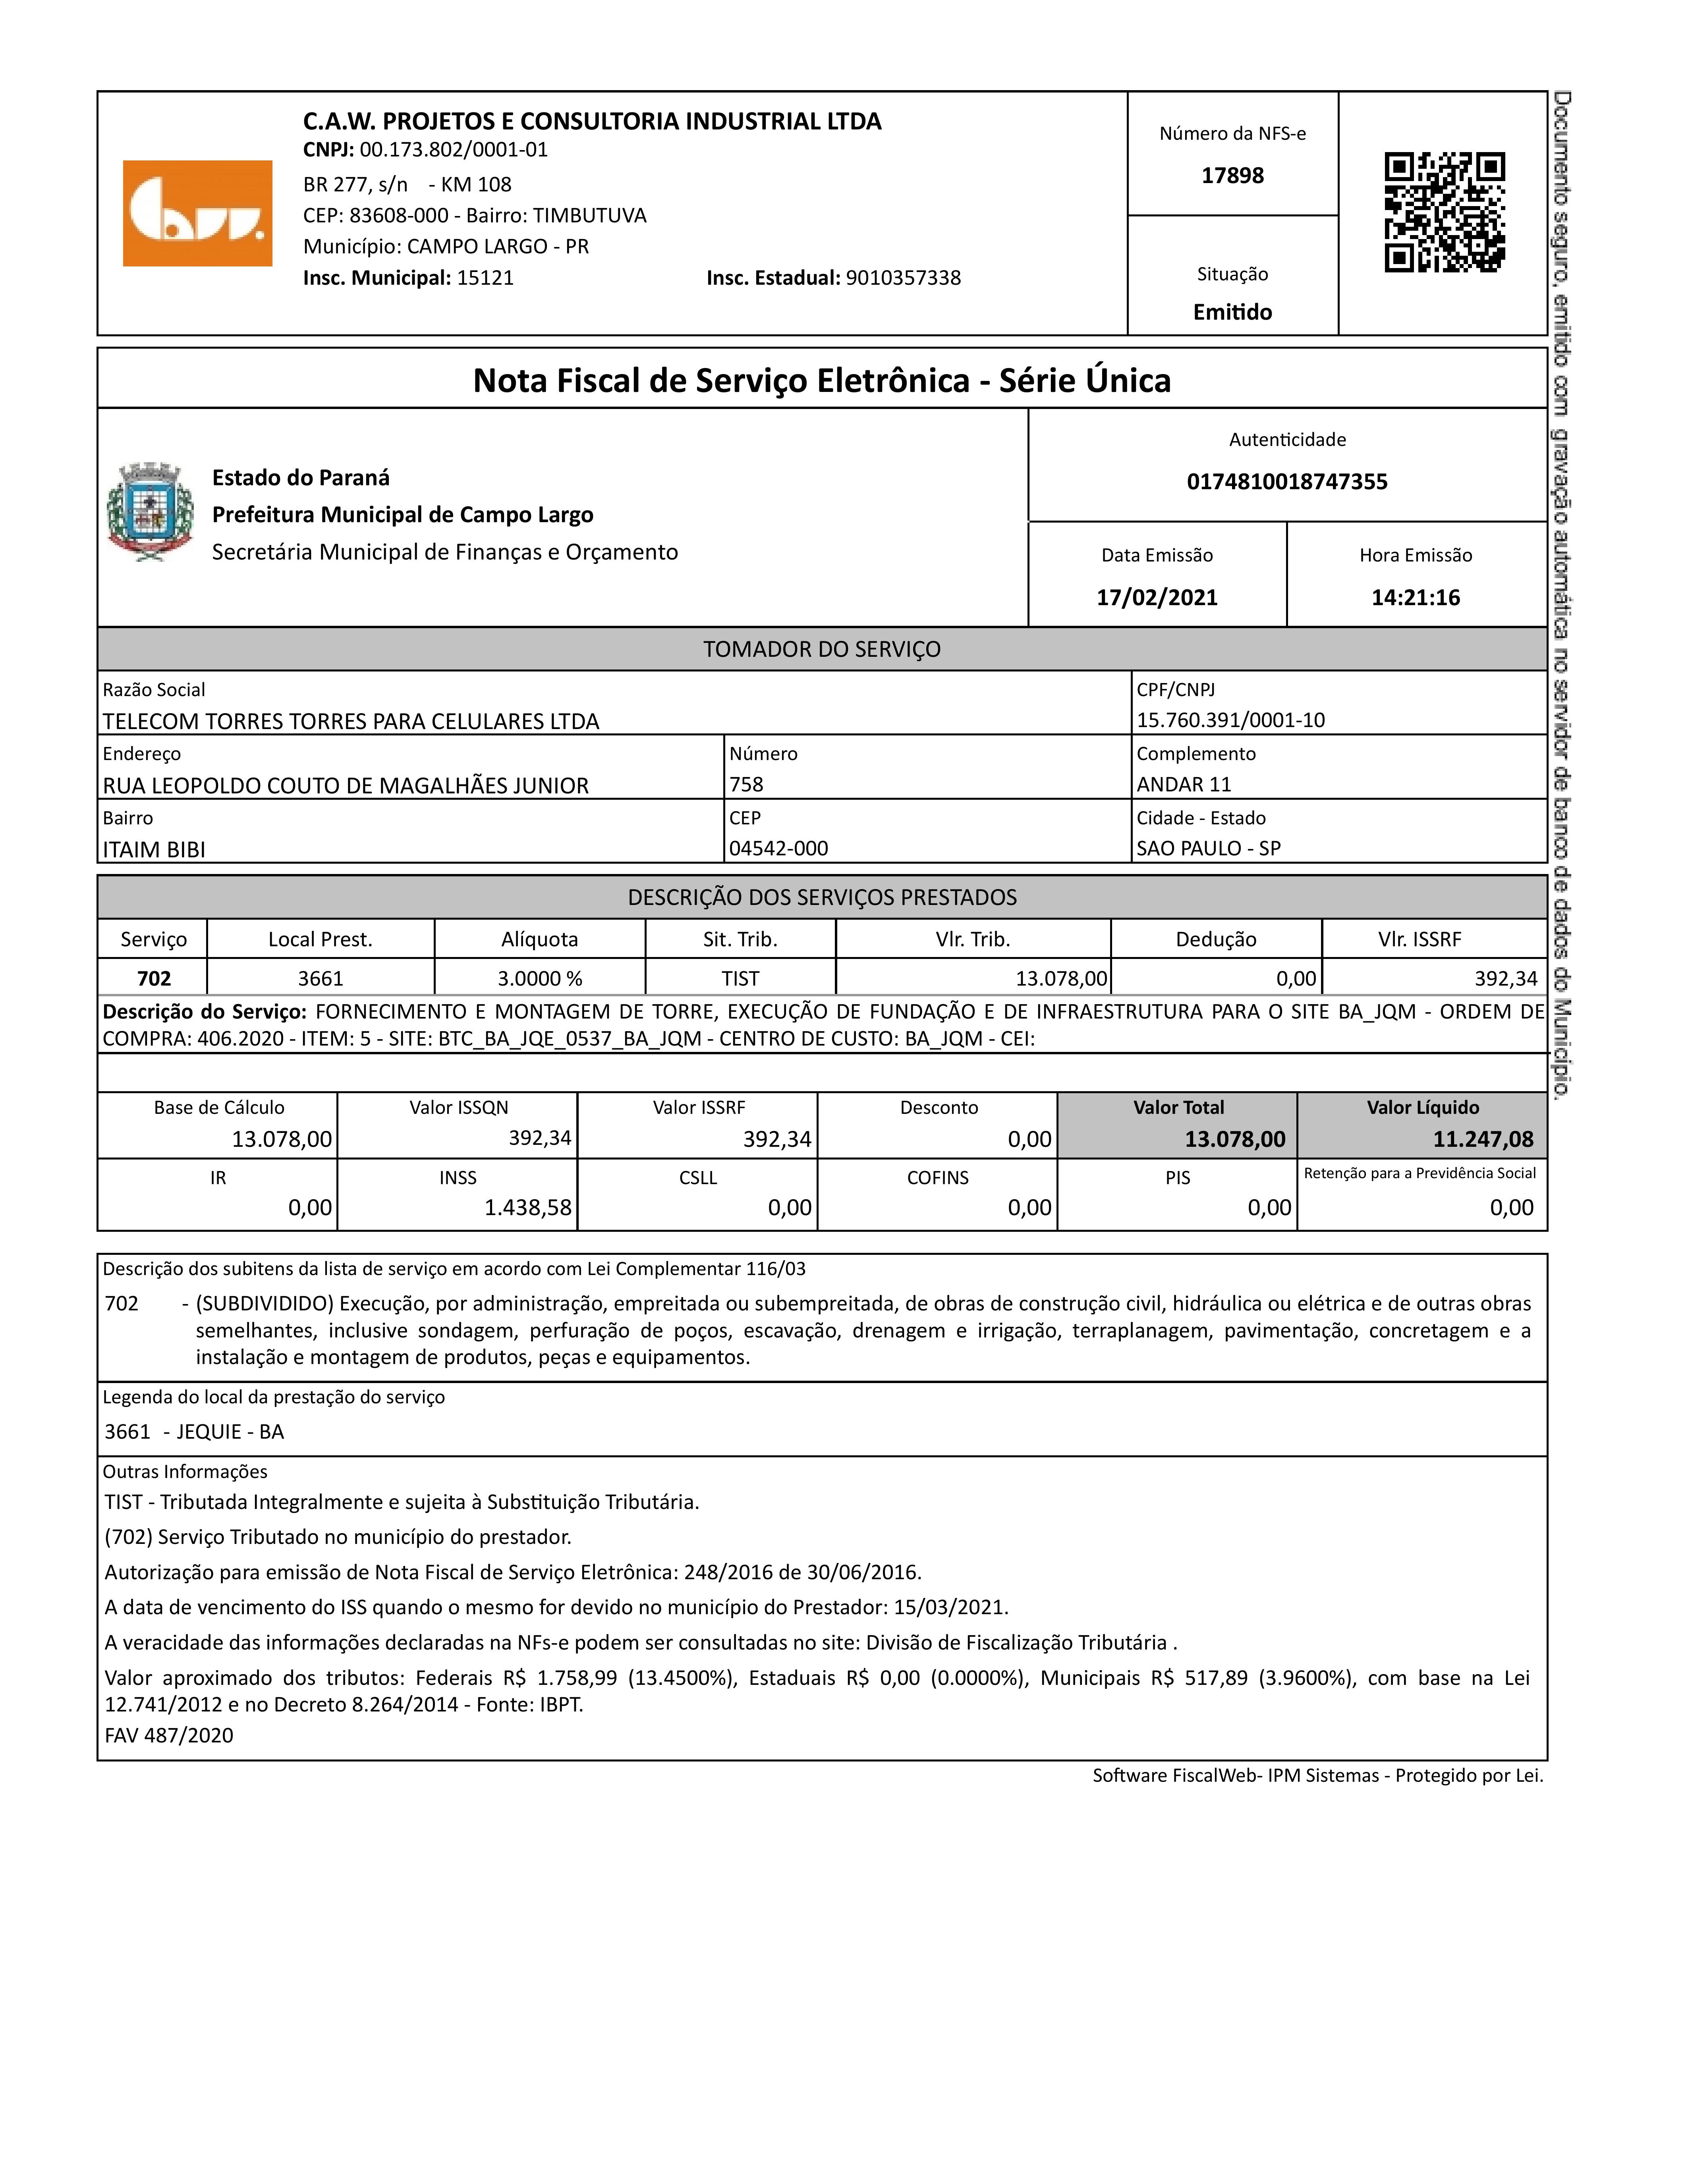 C.A.W. PROJETOS E CONSULTORIA INDUSTRIAL LTDA
CNPJ: 00.173.802/0001-01
BR 277, s/n - KM 108
CEP: 83608-000 - Bairro: TIMBUTUVA
Município: CAMPO LARGO - PR
Insc. Municipal: 15121 Insc. Estadual: 9010357338
Número da NFS-e
17898
Situação
Emitido
Caw.
Nota Fiscal de Serviço Eletrônica - Série Única
Estado do Paraná
Prefeitura Municipal de Campo Largo
Secretária Municipal de Finanças e Orçamento
Autenticidade
0174810018747355
Data Emissão Hora Emissão
17/02/2021 14:21:16
TOMADOR DO SERVIÇO
Razão Social CPF/CNPJ
TELECOM TORRES TORRES PARA CELULARES LTDA 15.760.391/0001-10
Endereço Número Complemento
RUA LEOPOLDO COUTO DE MAGALHÃES JUNIOR 758 ANDAR 11
Bairro CEP Cidade - Estado
ITAIM BIBI 04542-000 SAO PAULO - SP
DESCRIÇÃO DOS SERVIÇOS PRESTADOS
Serviço Local Prest. Alíquota Sit. Trib. Vlr. Trib. Dedução Vlr. ISSRF
702 3661 3.0000 % TIST 13.078,00 0,00 392,34
Descrição do Serviço: FORNECIMENTO E MONTAGEM DE TORRE, EXECUÇÃO DE FUNDAÇÃO E DE INFRAESTRUTURA PARA O SITE BA_JQM - ORDEM DE
COMPRA: 406.2020 - ITEM: 5 - SITE: BTC_BA_JQE_0537_BA_JQM - CENTRO DE CUSTO: BA_JQM - CEI:
Base de Cálculo Valor ISSQN Valor ISSRF Desconto Valor Total Valor Líquido
13.078,00 392,34 392,34 0,00 13.078,00 11.247,08
IR INSS CSLL COFINS PIS Retenção para a Previdência Social
0,00 1.438,58 0,00 0,00 0,00 0,00
Descrição dos subitens da lista de serviço em acordo com Lei Complementar 116/03
702 - (SUBDIVIDIDO) Execução, por administração, empreitada ou subempreitada, de obras de construção civil, hidráulica ou elétrica e de outras obras
semelhantes, inclusive sondagem, perfuração de poços, escavação, drenagem e irrigação, terraplanagem, pavimentação, concretagem e a
instalação e montagem de produtos, peças e equipamentos.
Legenda do local da prestação do serviço
3661 - JEQUIE - BA
Outras Informações
TIST - Tributada Integralmente e sujeita à Substituição Tributária.
(702) Serviço Tributado no município do prestador.
Autorização para emissão de Nota Fiscal de Serviço Eletrônica: 248/2016 de 30/06/2016.
A data de vencimento do ISS quando o mesmo for devido no município do Prestador: 15/03/2021.
A veracidade das informações declaradas na NFs-e podem ser consultadas no site: Divisão de Fiscalização Tributária .
Valor aproximado dos tributos: Federais R$ 1.758,99 (13.4500%), Estaduais R$ 0,00 (0.0000%), Municipais R$ 517,89 (3.9600%), com base na Lei
12.741/2012 e no Decreto 8.264/2014 - Fonte: IBPT.
FAV 487/2020
Software FiscalWeb- IPM Sistemas - Protegido por Lei.
Documento seguro, emitido com gravação automática no servidor de banco de dados do Município.